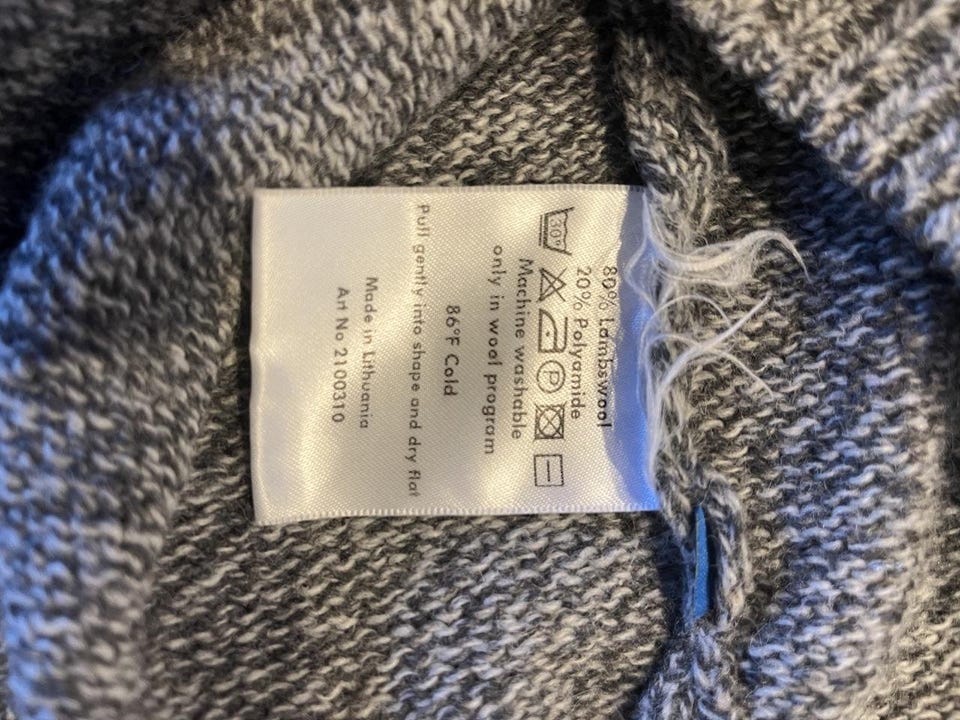 80% Lambswool
20% Polyamide
30°
P
Machine washable
only in wool program
86°F Cold
Pull gently into shape and dry flat
Made in Lithuania
Art No 2100310